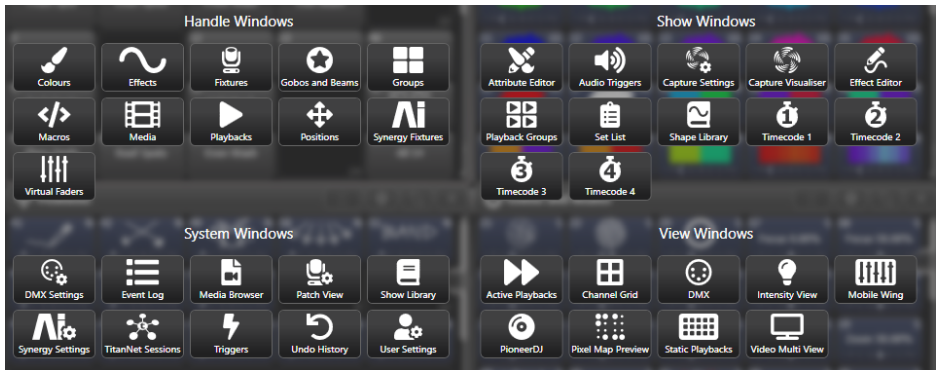 Handle Windows
Colours
Effects
Fixtures
Gobos and Beams
Groups
Macros
Media
Playbacks
Positions
Synergy Fixtures
Virtual Faders
Show Windows
Attribute Editor
Audio Triggers
Capture Settings
Capture Visualiser
Effect Editor
Playback Groups
Set List
Shape Library
1
Timecode 1
2
Timecode 2
3
Timecode 3
4
Timecode 4
System Windows
DMX Settings
Event Log
Media Browser
Patch View
Show Library
Synergy Settings
TitanNet Sessions
Triggers
Undo History
User Settings
View Windows
Active Playbacks
Channel Grid
DMX
Intensity View
Mobile Wing
PioneerDJ
Pixel Map Preview
Static Playbacks
Video Multi View